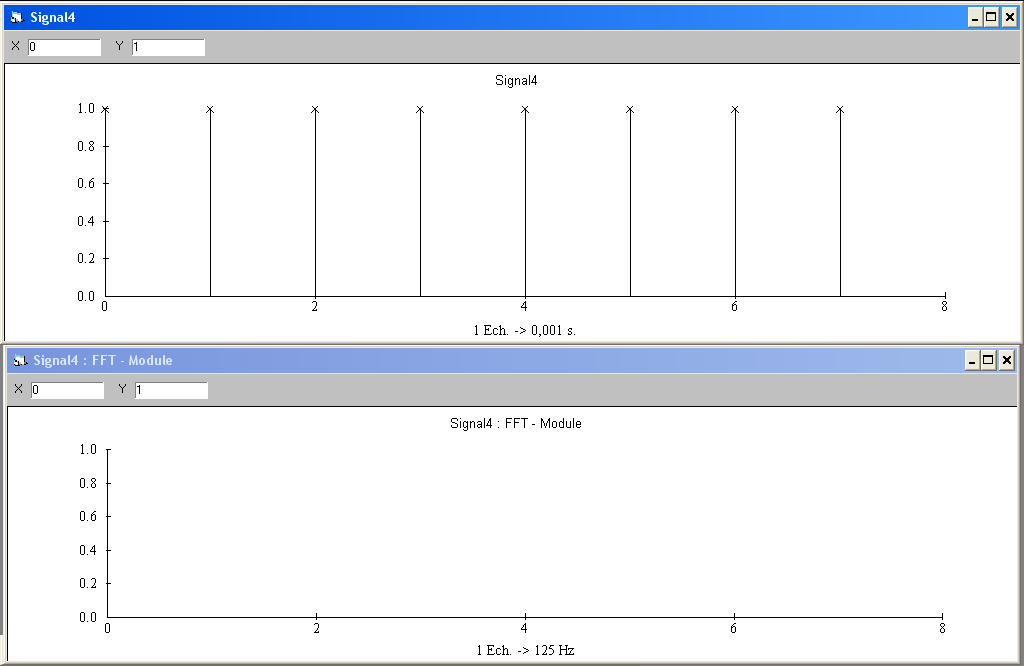 Signal4
X 0 Y 1
Signal4
1.0
0.8
0.6
0.4
0.2
0.0
0 2 4 6 8
1 Ech. -> 0,001 s.
Signal4 : FFT - Module
X 0 Y 1
Signal4 : FFT - Module
1.0
0.8
0.6
0.4
0.2
0.0
0 2 4 6 8
1 Ech. -> 125 Hz